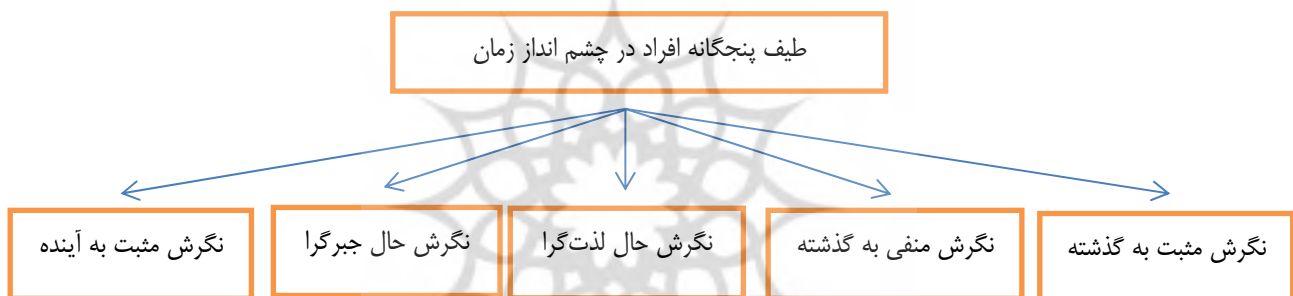 طیف پنجگانه افراد در چشم انداز زمان
نگرش مثبت به گذشته
نگرش منفی به گذشته
نگرش حال لذت‌گرا
نگرش حال جبرگرا
نگرش مثبت به آینده